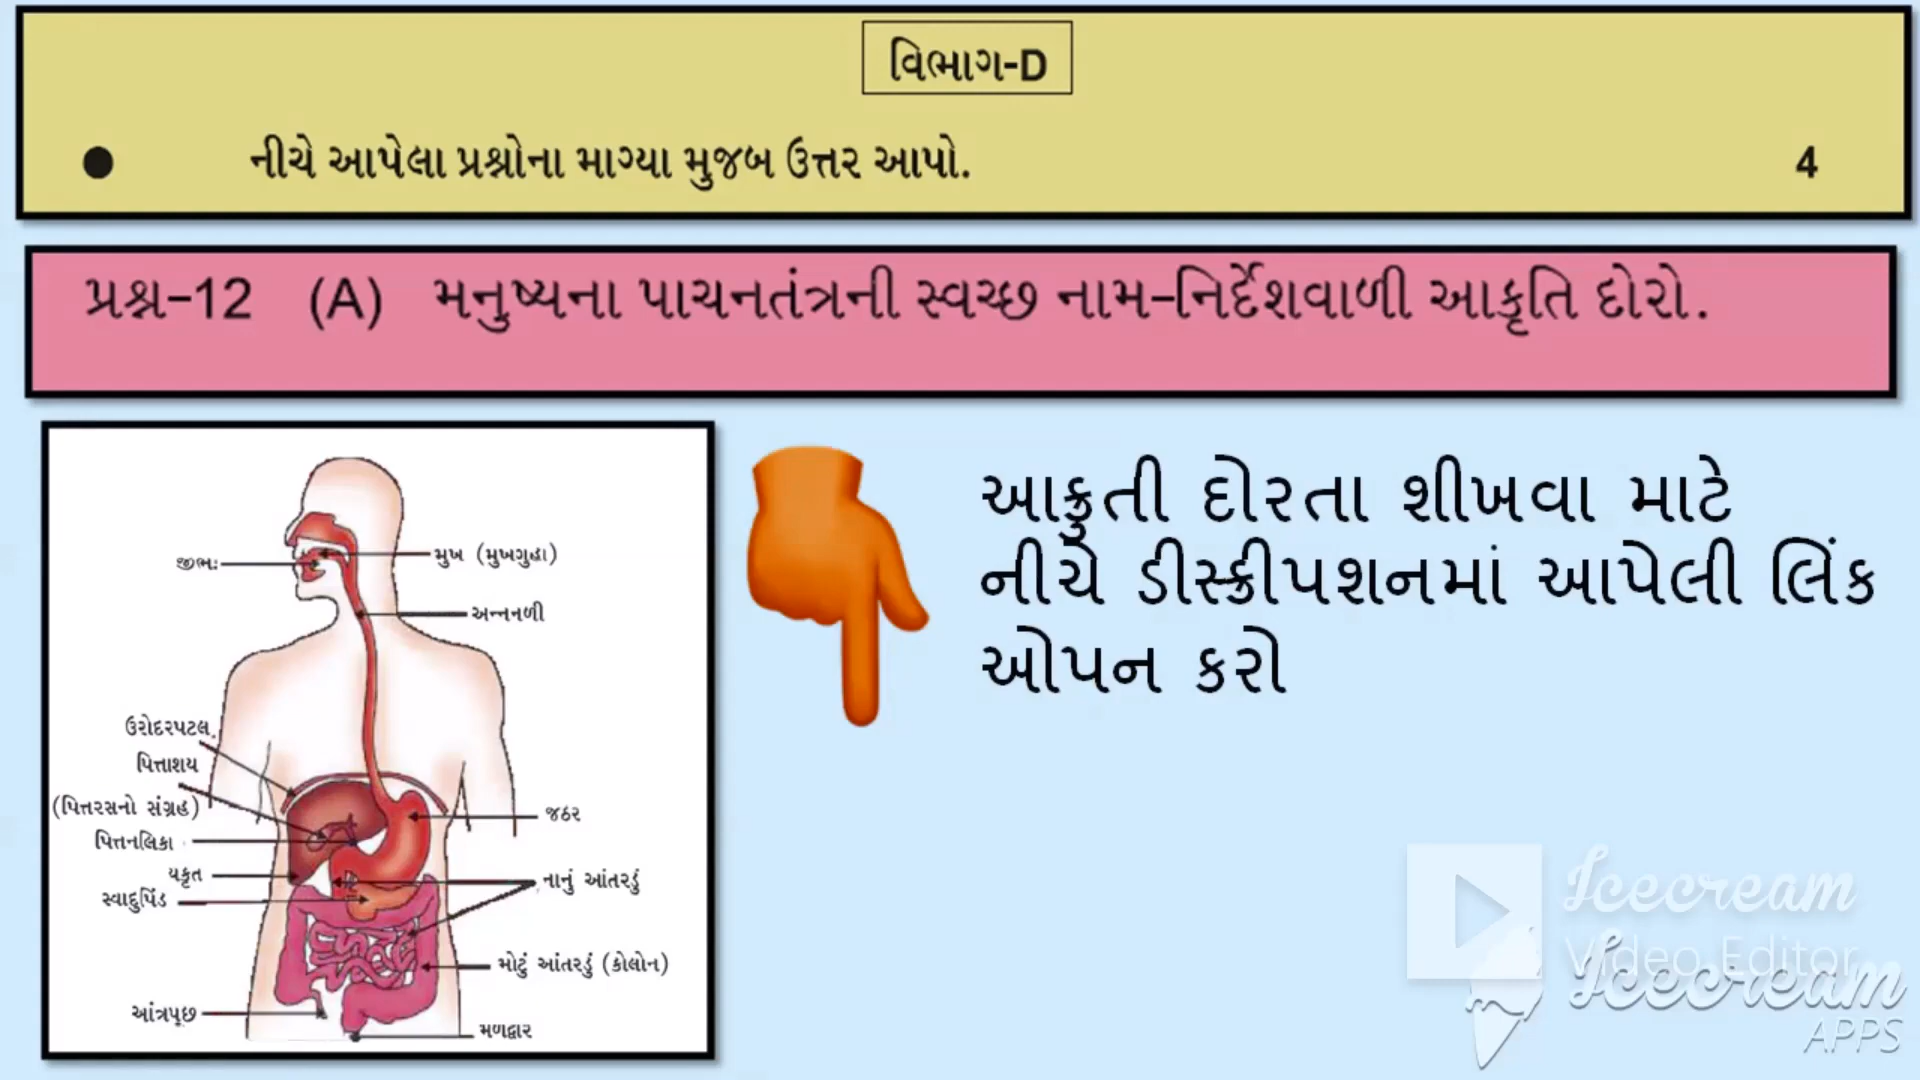 વિભાગ-D
● નીચે આપેલા પ્રશ્નોના માગ્યા મુજબ ઉત્તર આપો. 4
પ્રશ્ન-12 (A) મનુષ્યના પાચનતંત્રની સ્વચ્છ નામ-નિર્દેશવાળી આકૃતિ દોરો.
આક્રુતી દોરતા શીખવા માટે
નીચે ડીસ્ક્રીપશનમાં આપેલી લિંક
ઓપન કરો
મુખ (મુખગુહા)
જીભ:
અન્નનળી
ઉરોદરપટલ
પિત્તાશય
(પિત્તરસનો સંગ્રહ)
જઠર
પિત્તનલિકા
યકૃત
નાનું આંતરડું
સ્વાદુપિંડ
મોટું આંતરડું (કોલોન)
આંત્રપૂછ
મળદ્વાર
Icecream
Video Editor
Icecream
APPS